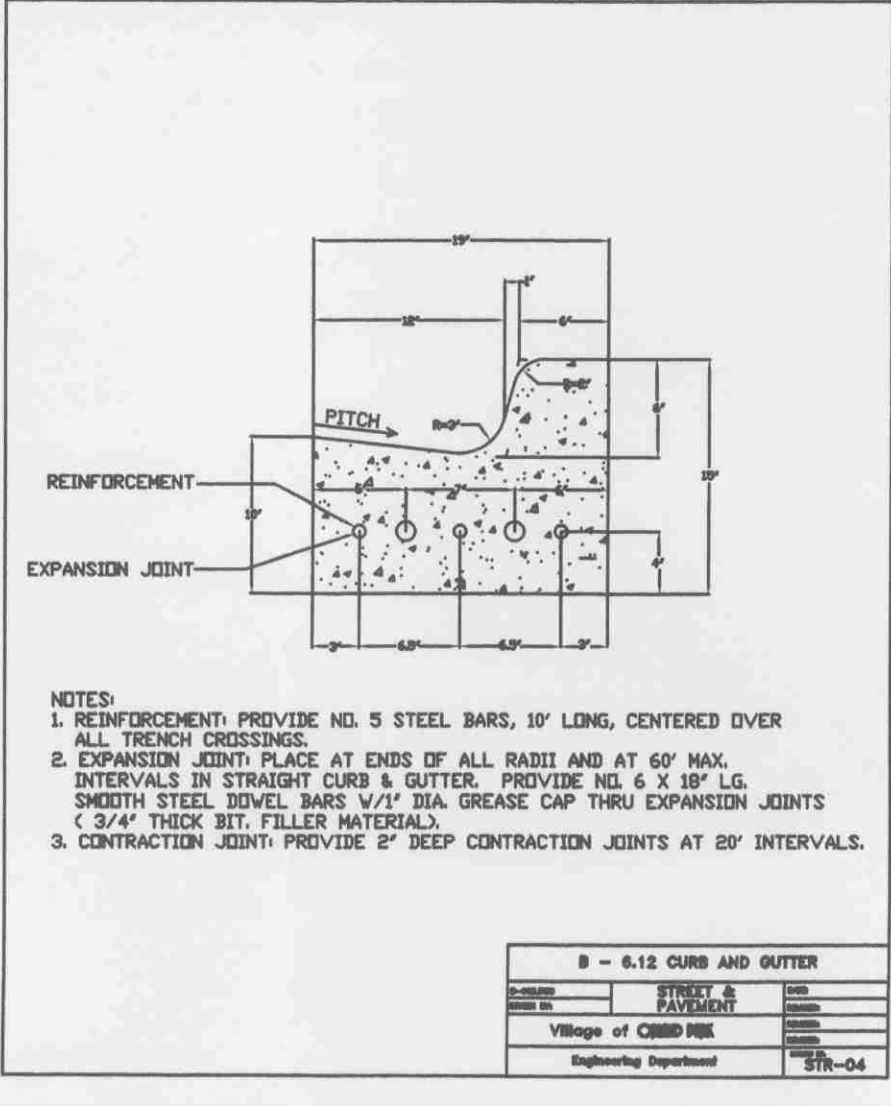 19"
1"
12"
6"
R=2"
PITCH
R=3"
6"
REINFORCEMENT
6"
7"
6"
10"
EXPANSION JOINT
4"
3"
6.5"
6.5"
3"
NOTES:
1. REINFORCEMENT: PROVIDE NO. 5 STEEL BARS, 10' LONG, CENTERED OVER
ALL TRENCH CROSSINGS.
2. EXPANSION JOINT: PLACE AT ENDS OF ALL RADII AND AT 60' MAX.
INTERVALS IN STRAIGHT CURB & GUTTER. PROVIDE NO. 6 X 18" LG.
SMOOTH STEEL DOWEL BARS W/1" DIA. GREASE CAP THRU EXPANSION JOINTS
( 3/4" THICK BIT. FILLER MATERIAL).
3. CONTRACTION JOINT: PROVIDE 2" DEEP CONTRACTION JOINTS AT 20' INTERVALS.
B - 6.12 CURB AND GUTTER
STREET &
PAVEMENT
Village of
Engineering Department
STR-04